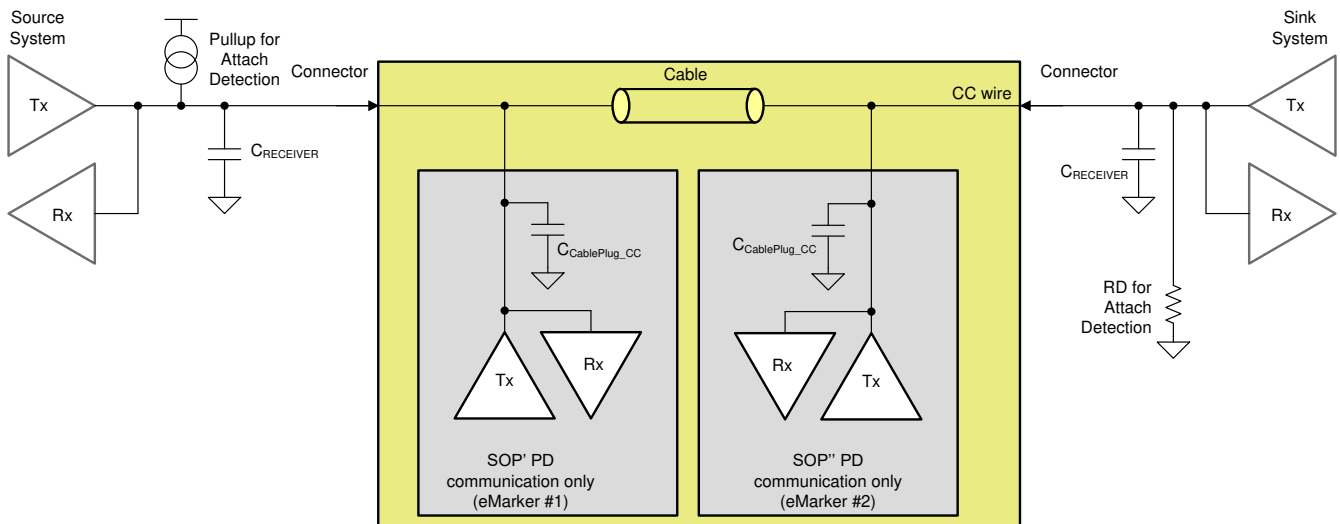 Source
System
Pullup for
Attach
Detection
Connector
Cable
Connector
Sink
System
Tx
CC wire
Tx
CRECEIVER
CRECEIVER
Rx
Rx
CCablePlug_CC
CCablePlug_CC
RD for
Attach
Detection
Tx
Rx
Rx
Tx
SOP' PD
communication only
(eMarker #1)
SOP'' PD
communication only
(eMarker #2)